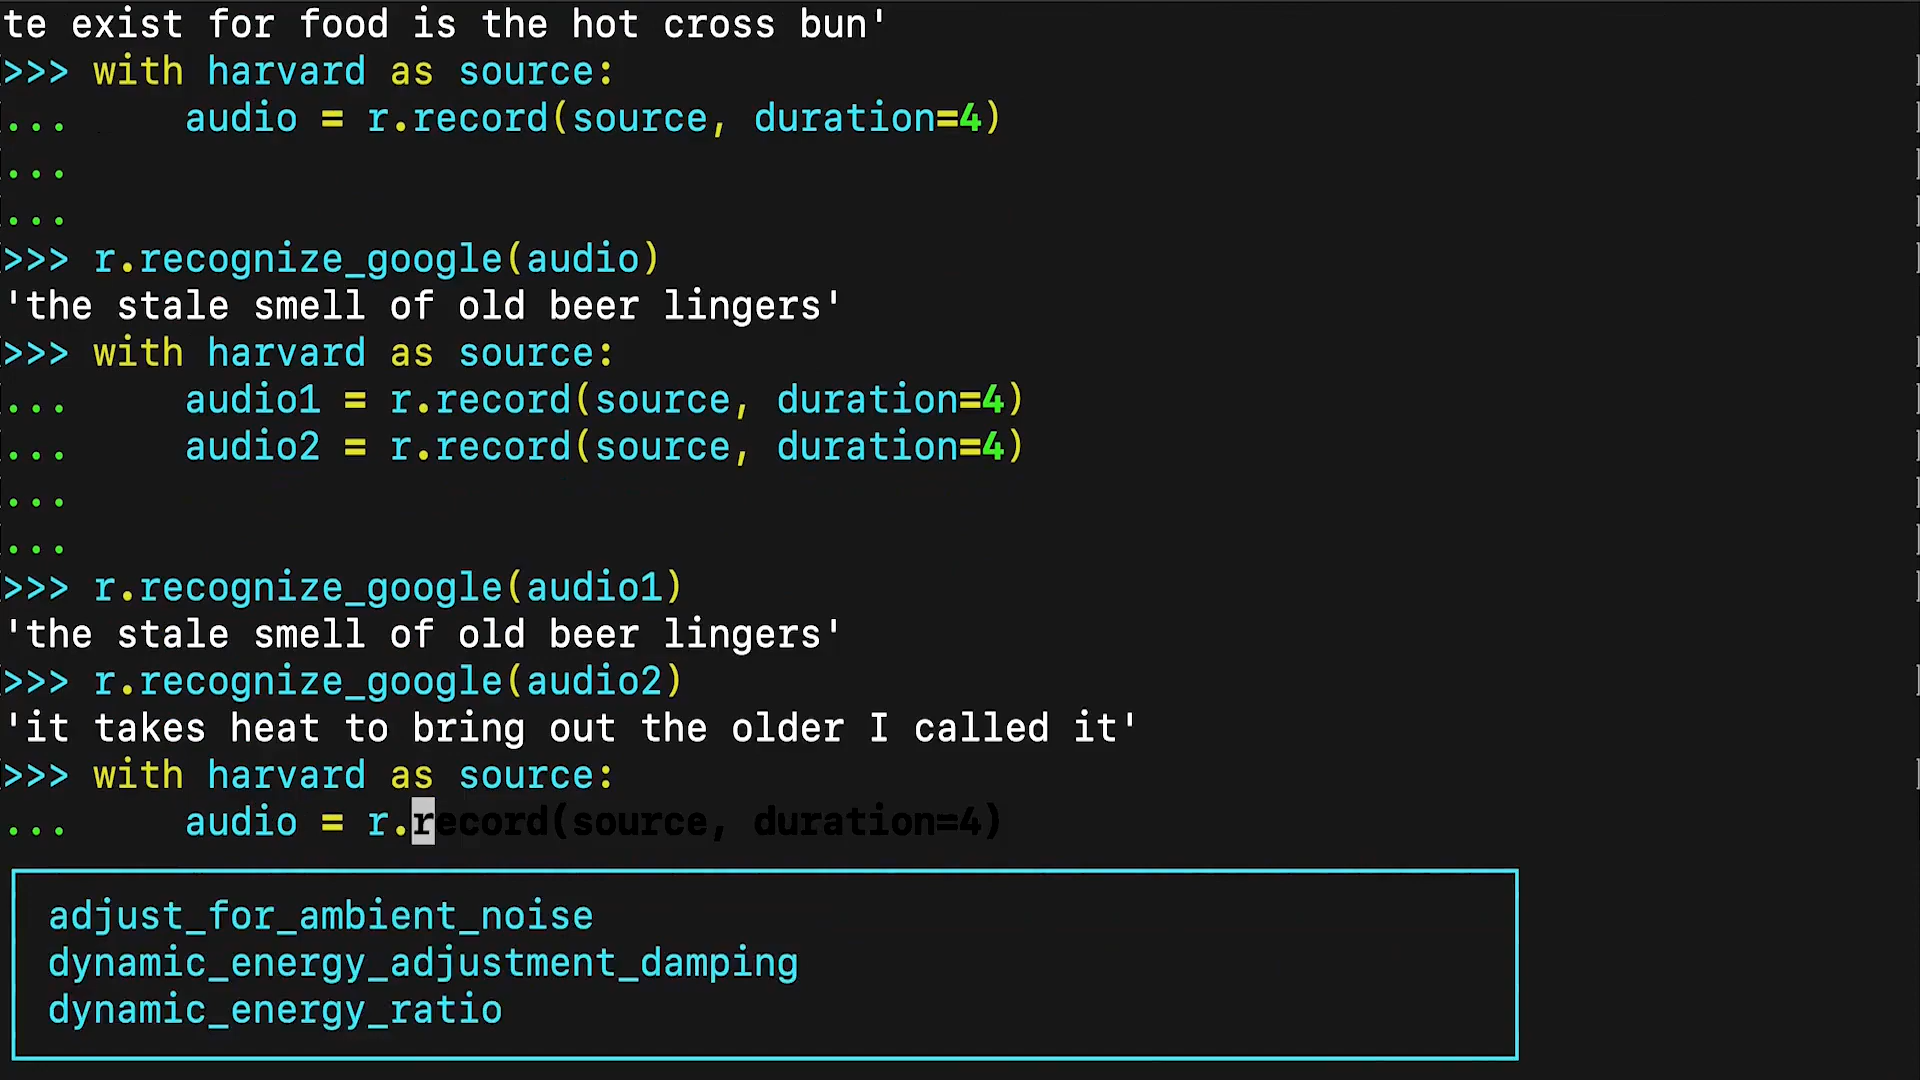 te exist for food is the hot cross bun'
>>> with harvard as source:
...     audio = r.record(source, duration=4)
...
...
>>> r.recognize_google(audio)
'the stale smell of old beer lingers'
>>> with harvard as source:
...     audio1 = r.record(source, duration=4)
...     audio2 = r.record(source, duration=4)
...
...
>>> r.recognize_google(audio1)
'the stale smell of old beer lingers'
>>> r.recognize_google(audio2)
'it takes heat to bring out the older I called it'
>>> with harvard as source:
...     audio = r.record(source, duration=4)
adjust_for_ambient_noise
dynamic_energy_adjustment_damping
dynamic_energy_ratio